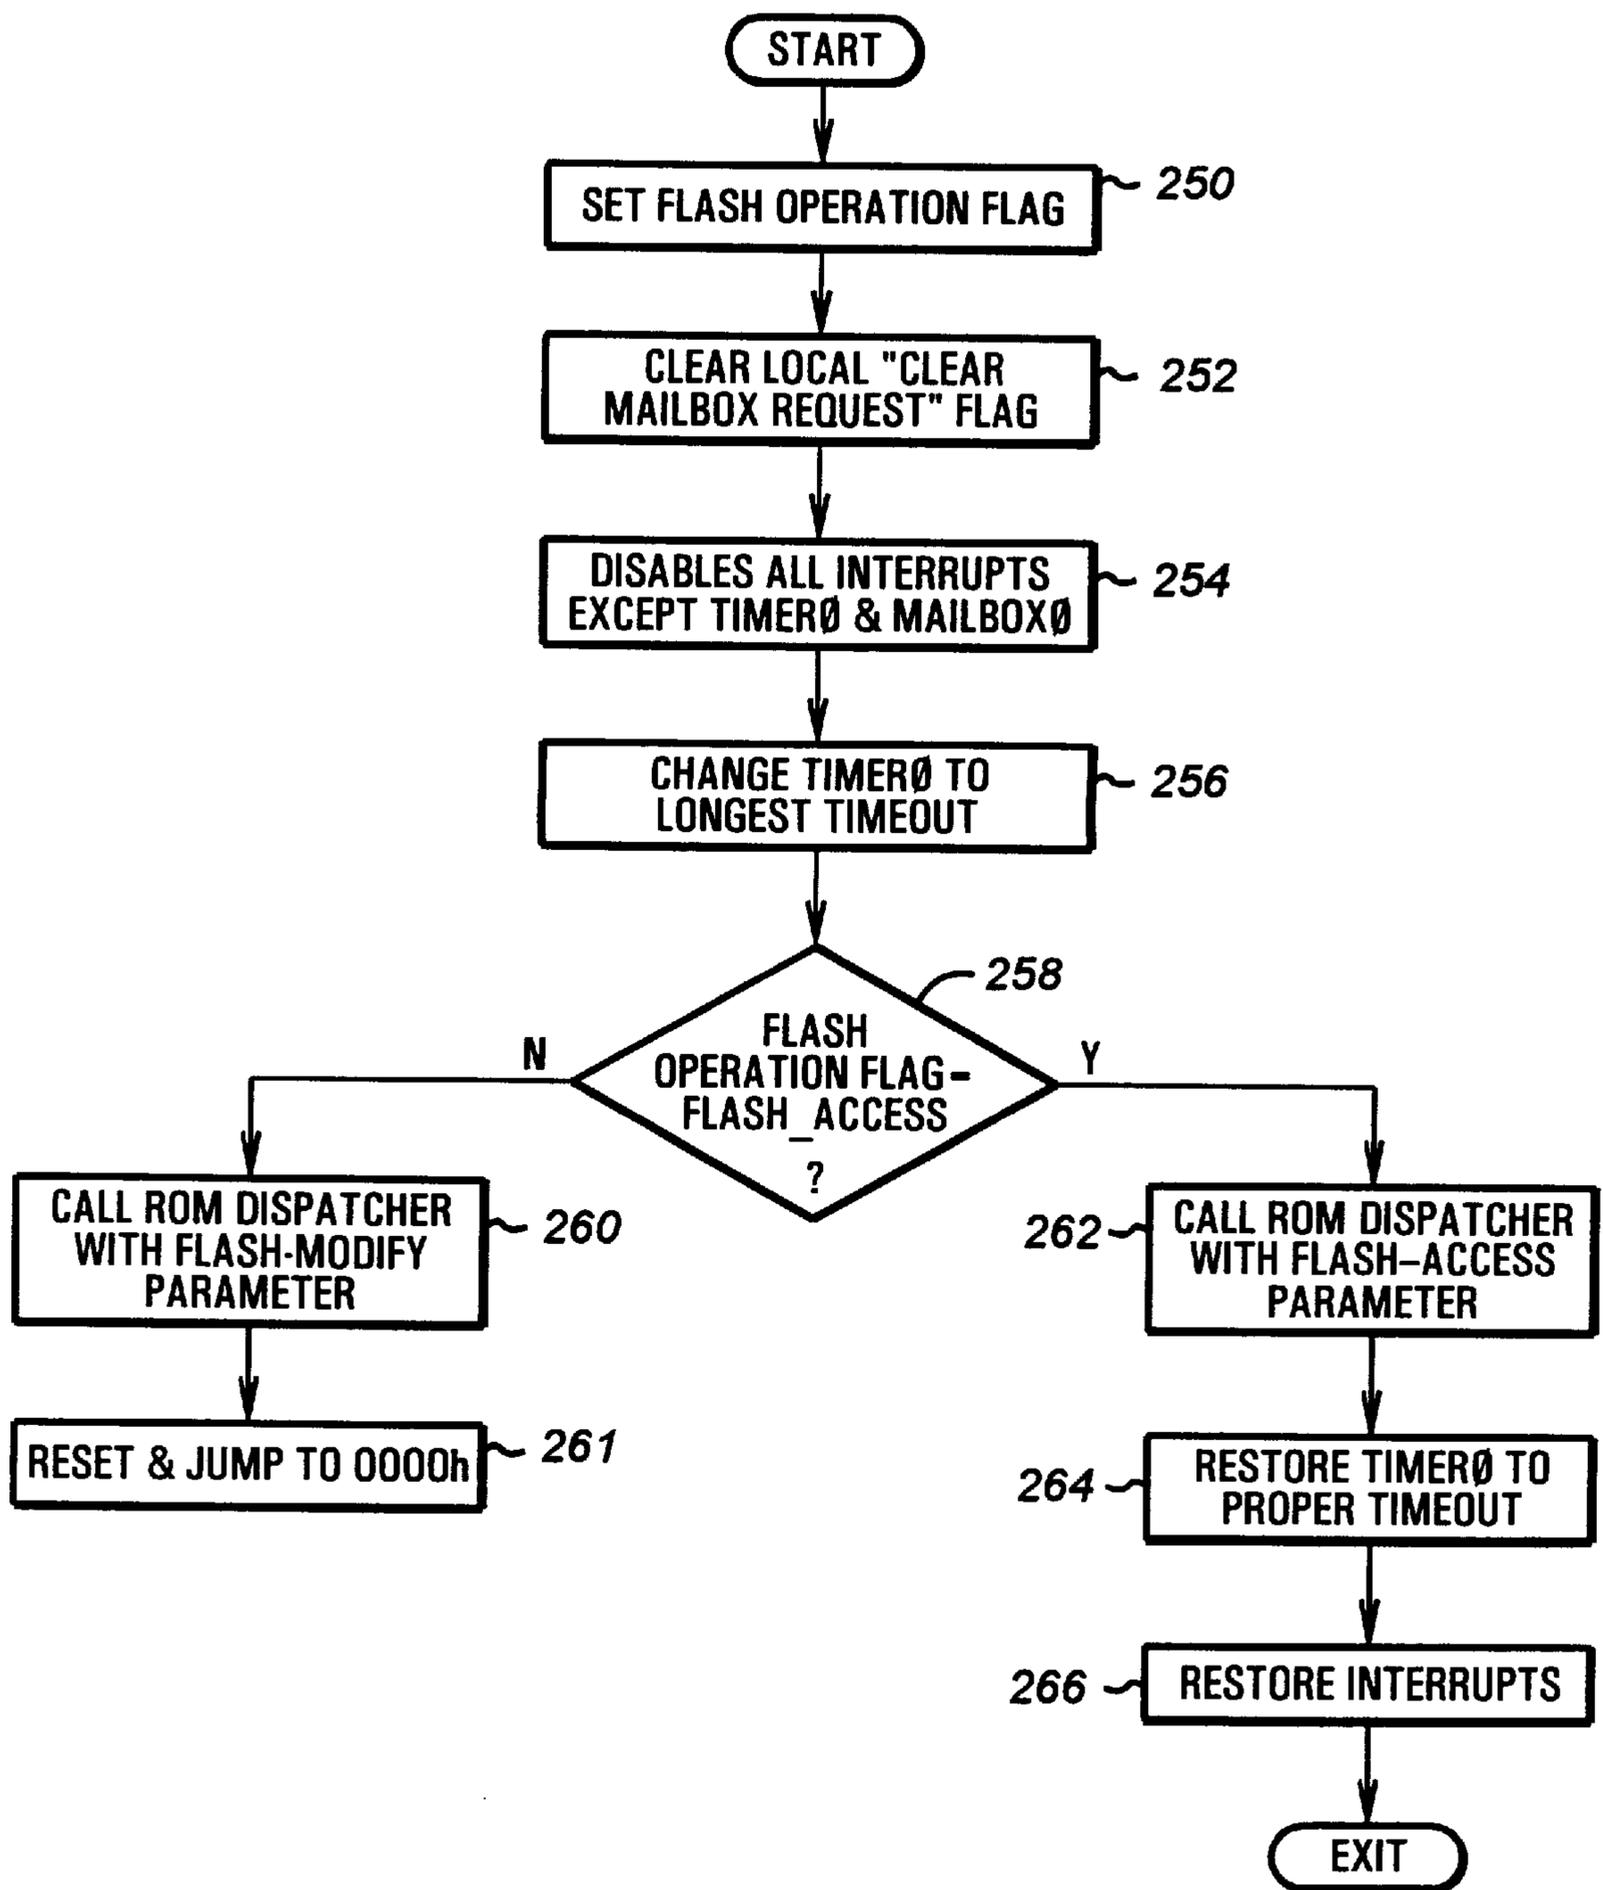 START
SET FLASH OPERATION FLAG
250
CLEAR LOCAL "CLEAR
MAILBOX REQUEST" FLAG
252
DISABLES ALL INTERRUPTS
EXCEPT TIMERØ & MAILBOXØ
254
CHANGE TIMERØ TO
LONGEST TIMEOUT
256
258
FLASH
OPERATION FLAG=
FLASH_ACCESS
?
N
Y
CALL ROM DISPATCHER
WITH FLASH-MODIFY
PARAMETER
260
RESET & JUMP TO 0000h
261
262
CALL ROM DISPATCHER
WITH FLASH–ACCESS
PARAMETER
264
RESTORE TIMERØ TO
PROPER TIMEOUT
266
RESTORE INTERRUPTS
EXIT